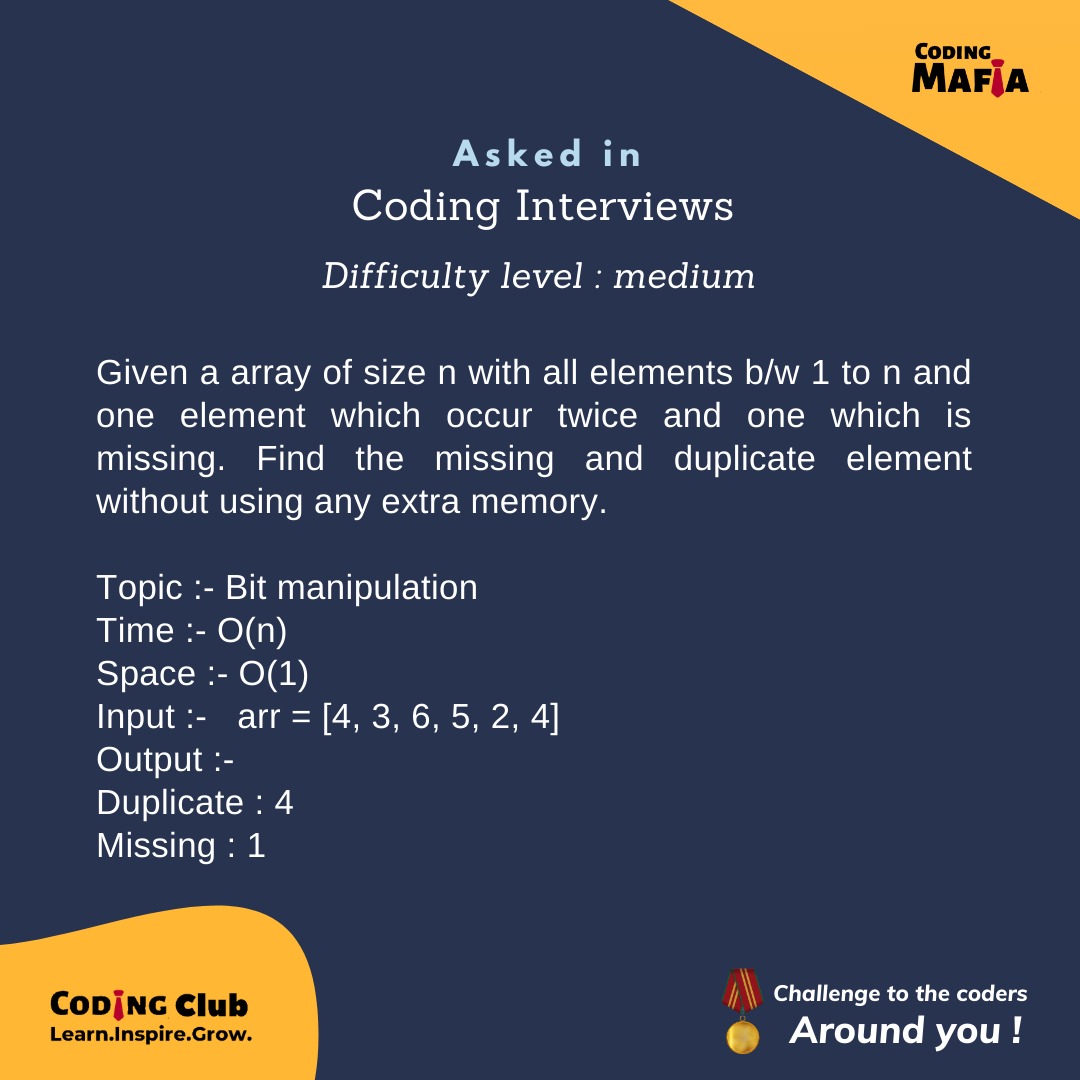 CODING
MAFIA
Asked in
Coding Interviews
Difficulty level : medium
Given a array of size n with all elements b/w 1 to n and
one element which occur twice and one which is
missing. Find the missing and duplicate element
without using any extra memory.
Topic :- Bit manipulation
Time :- O(n)
Space :- O(1)
Input :- arr = [4, 3, 6, 5, 2, 4]
Output :-
Duplicate : 4
Missing : 1
CODING Club
Learn.Inspire.Grow.
Challenge to the coders
Around you !